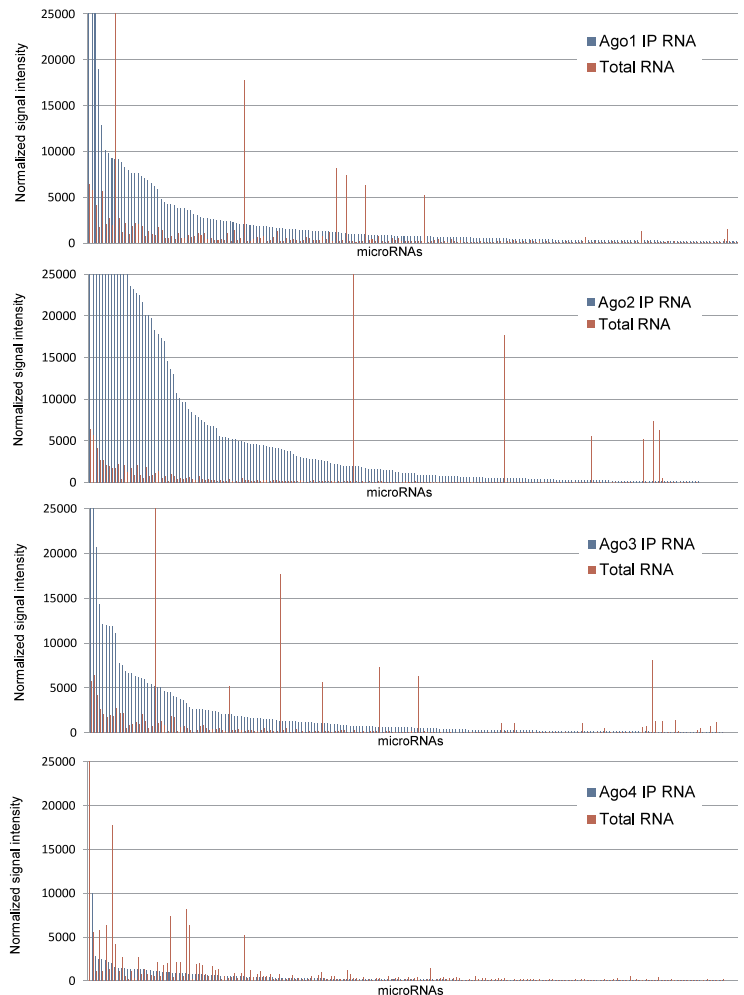 Normalized signal intensity
25000
20000
15000
10000
5000
0
Ago1 IP RNA
Total RNA
microRNAs
Normalized signal intensity
25000
20000
15000
10000
5000
0
Ago2 IP RNA
Total RNA
microRNAs
Normalized signal intensity
25000
20000
15000
10000
5000
0
Ago3 IP RNA
Total RNA
microRNAs
Normalized signal intensity
25000
20000
15000
10000
5000
0
Ago4 IP RNA
Total RNA
microRNAs